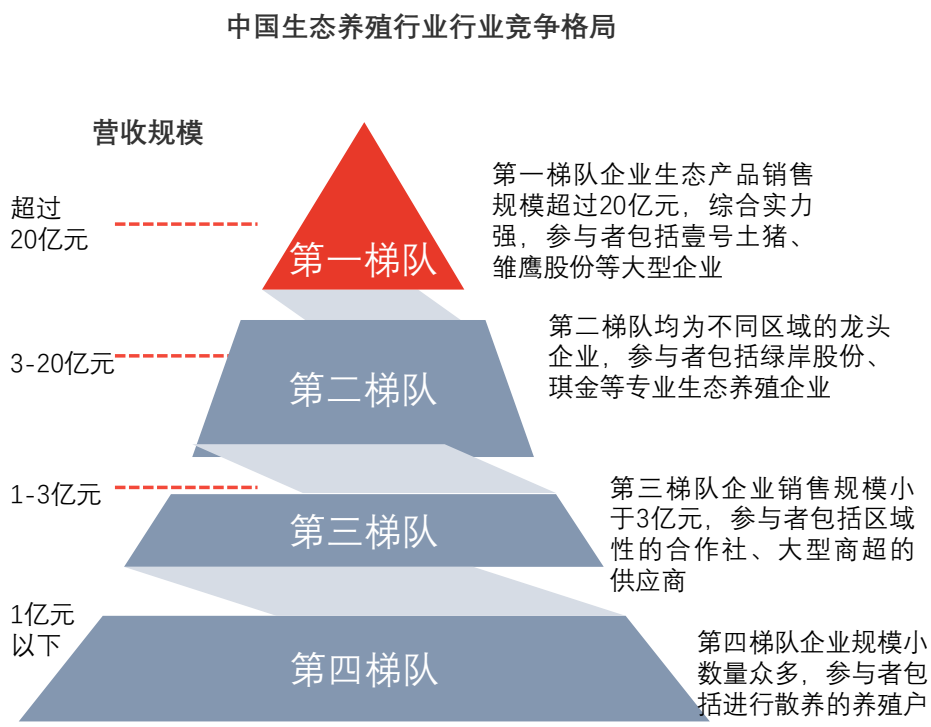 中国生态养殖行业行业竞争格局
营收规模
超过
20亿元
第一梯队
第一梯队企业生态产品销售
规模超过20亿元，综合实力
强，参与者包括壹号土猪、
雏鹰股份等大型企业
3-20亿元
第二梯队
第二梯队均为不同区域的龙头
企业，参与者包括绿岸股份、
琪金等专业生态养殖企业
1-3亿元
第三梯队
第三梯队企业销售规模小
于3亿元，参与者包括区域
性的合作社、大型商超的
供应商
1亿元
以下
第四梯队
第四梯队企业规模小
数量众多，参与者包
括进行散养的养殖户